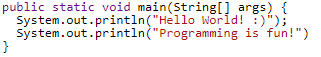 public static void main(String[] args) {
  System.out.println("Hello World! :)");
  System.out.println("Programming is fun!")
}